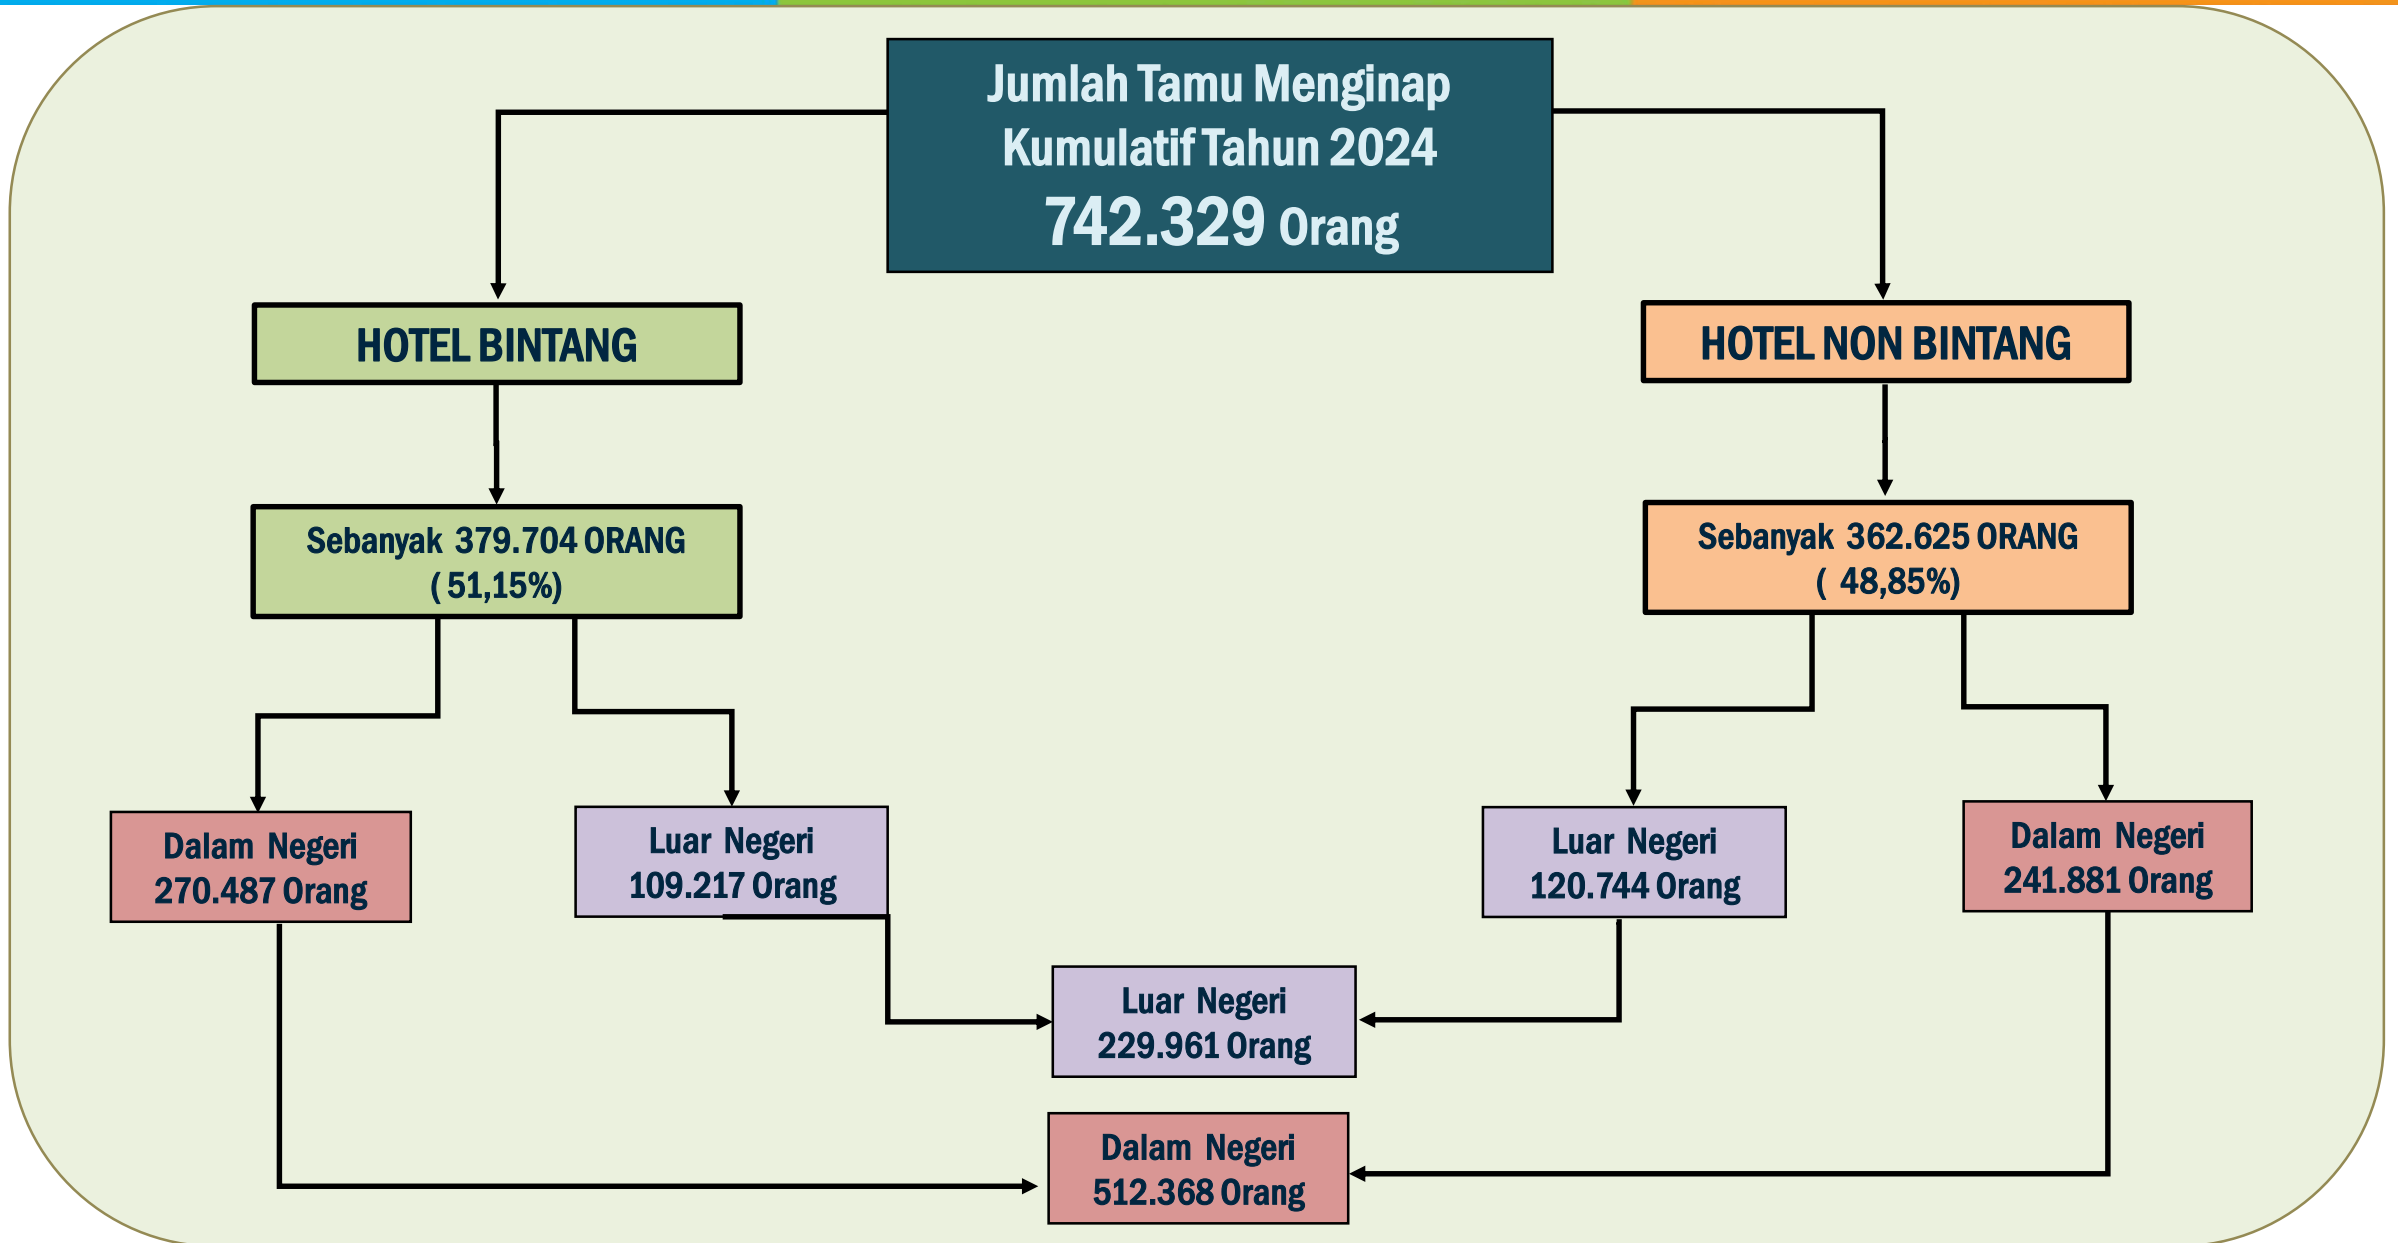 Jumlah Tamu Menginap
Kumulatif Tahun 2024
742.329 Orang
HOTEL BINTANG
HOTEL NON BINTANG
Sebanyak 379.704 ORANG
( 51,15%)
Sebanyak 362.625 ORANG
( 48,85%)
Dalam Negeri
270.487 Orang
Luar Negeri
109.217 Orang
Luar Negeri
120.744 Orang
Dalam Negeri
241.881 Orang
Luar Negeri
229.961 Orang
Dalam Negeri
512.368 Orang